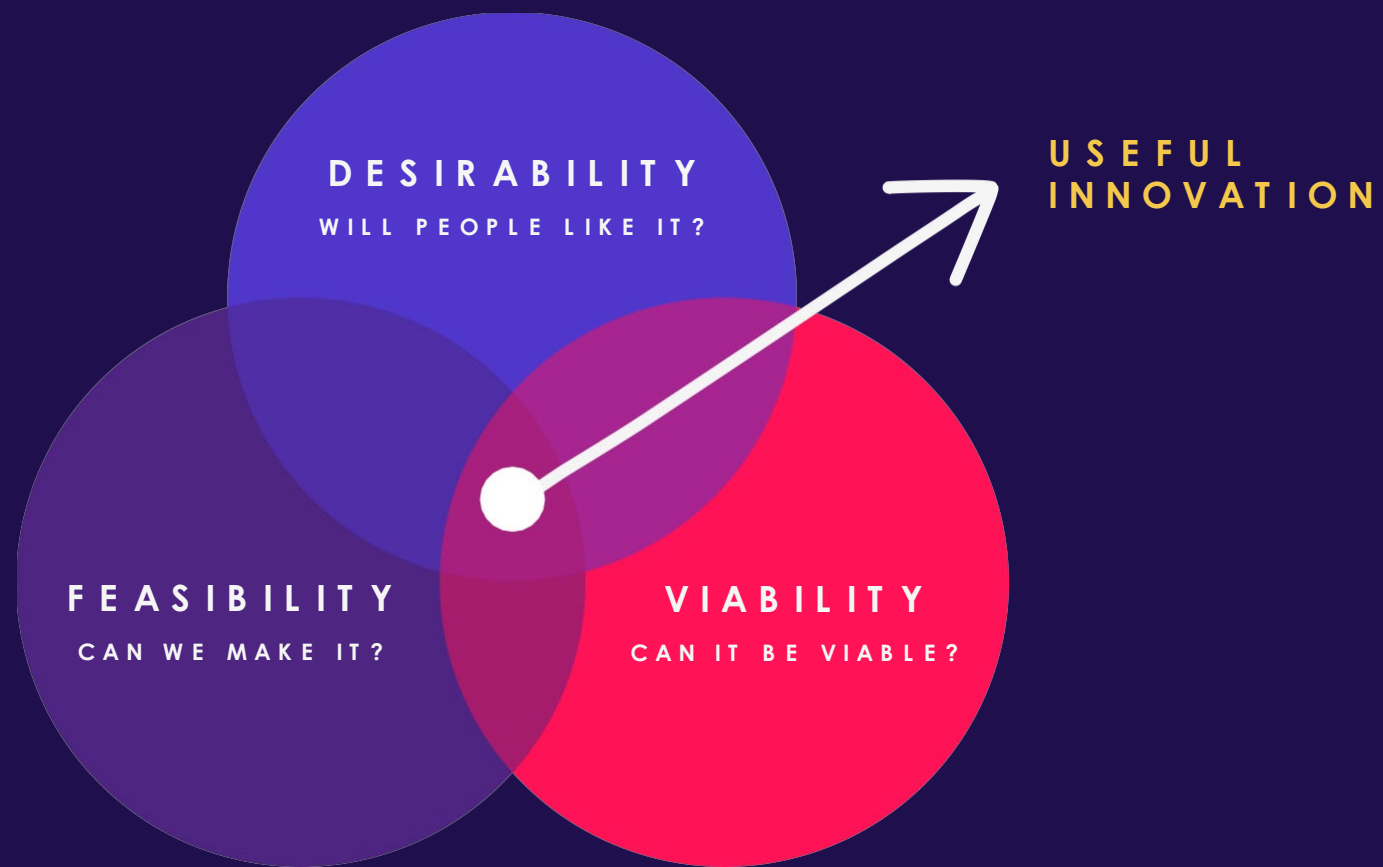 DESIRABILITY
WILL PEOPLE LIKE IT?
USEFUL
INNOVATION
FEASIBILITY
CAN WE MAKE IT?
VIABILITY
CAN IT BE VIABLE?